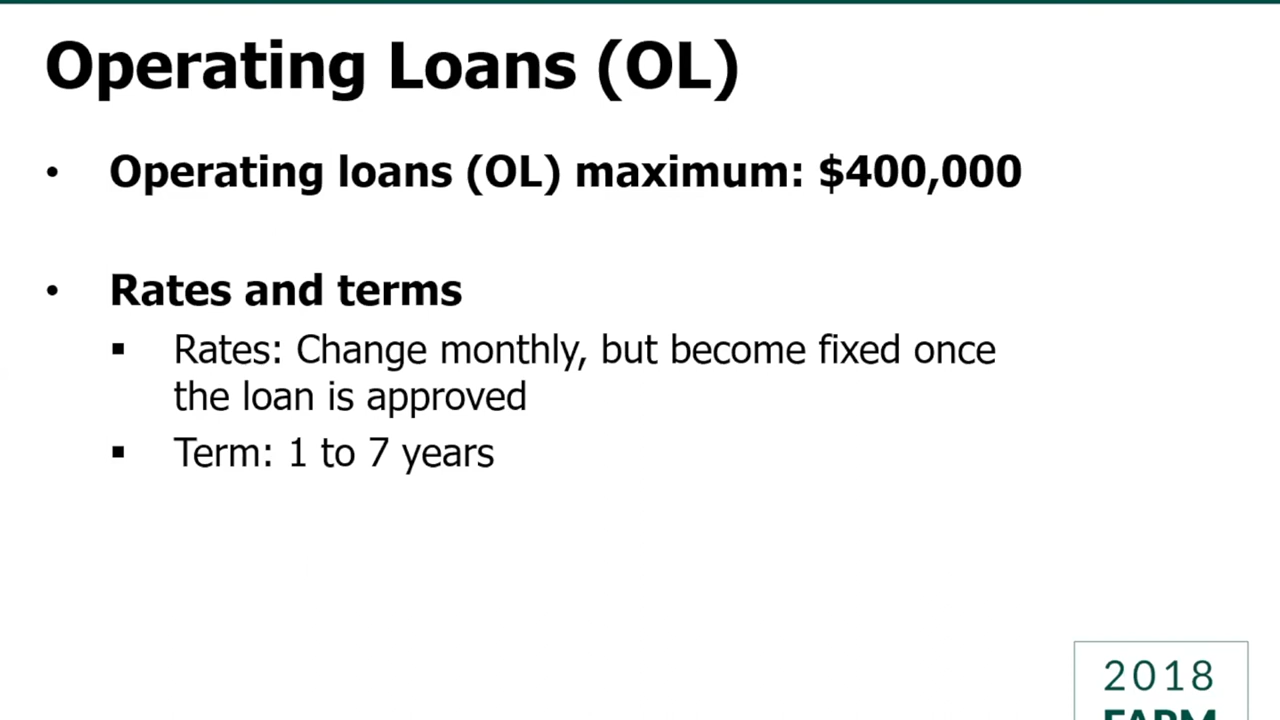 Operating Loans (OL)
• Operating loans (OL) maximum: $400,000
• Rates and terms
▪ Rates: Change monthly, but become fixed once
the loan is approved
▪ Term: 1 to 7 years
2018
FARM